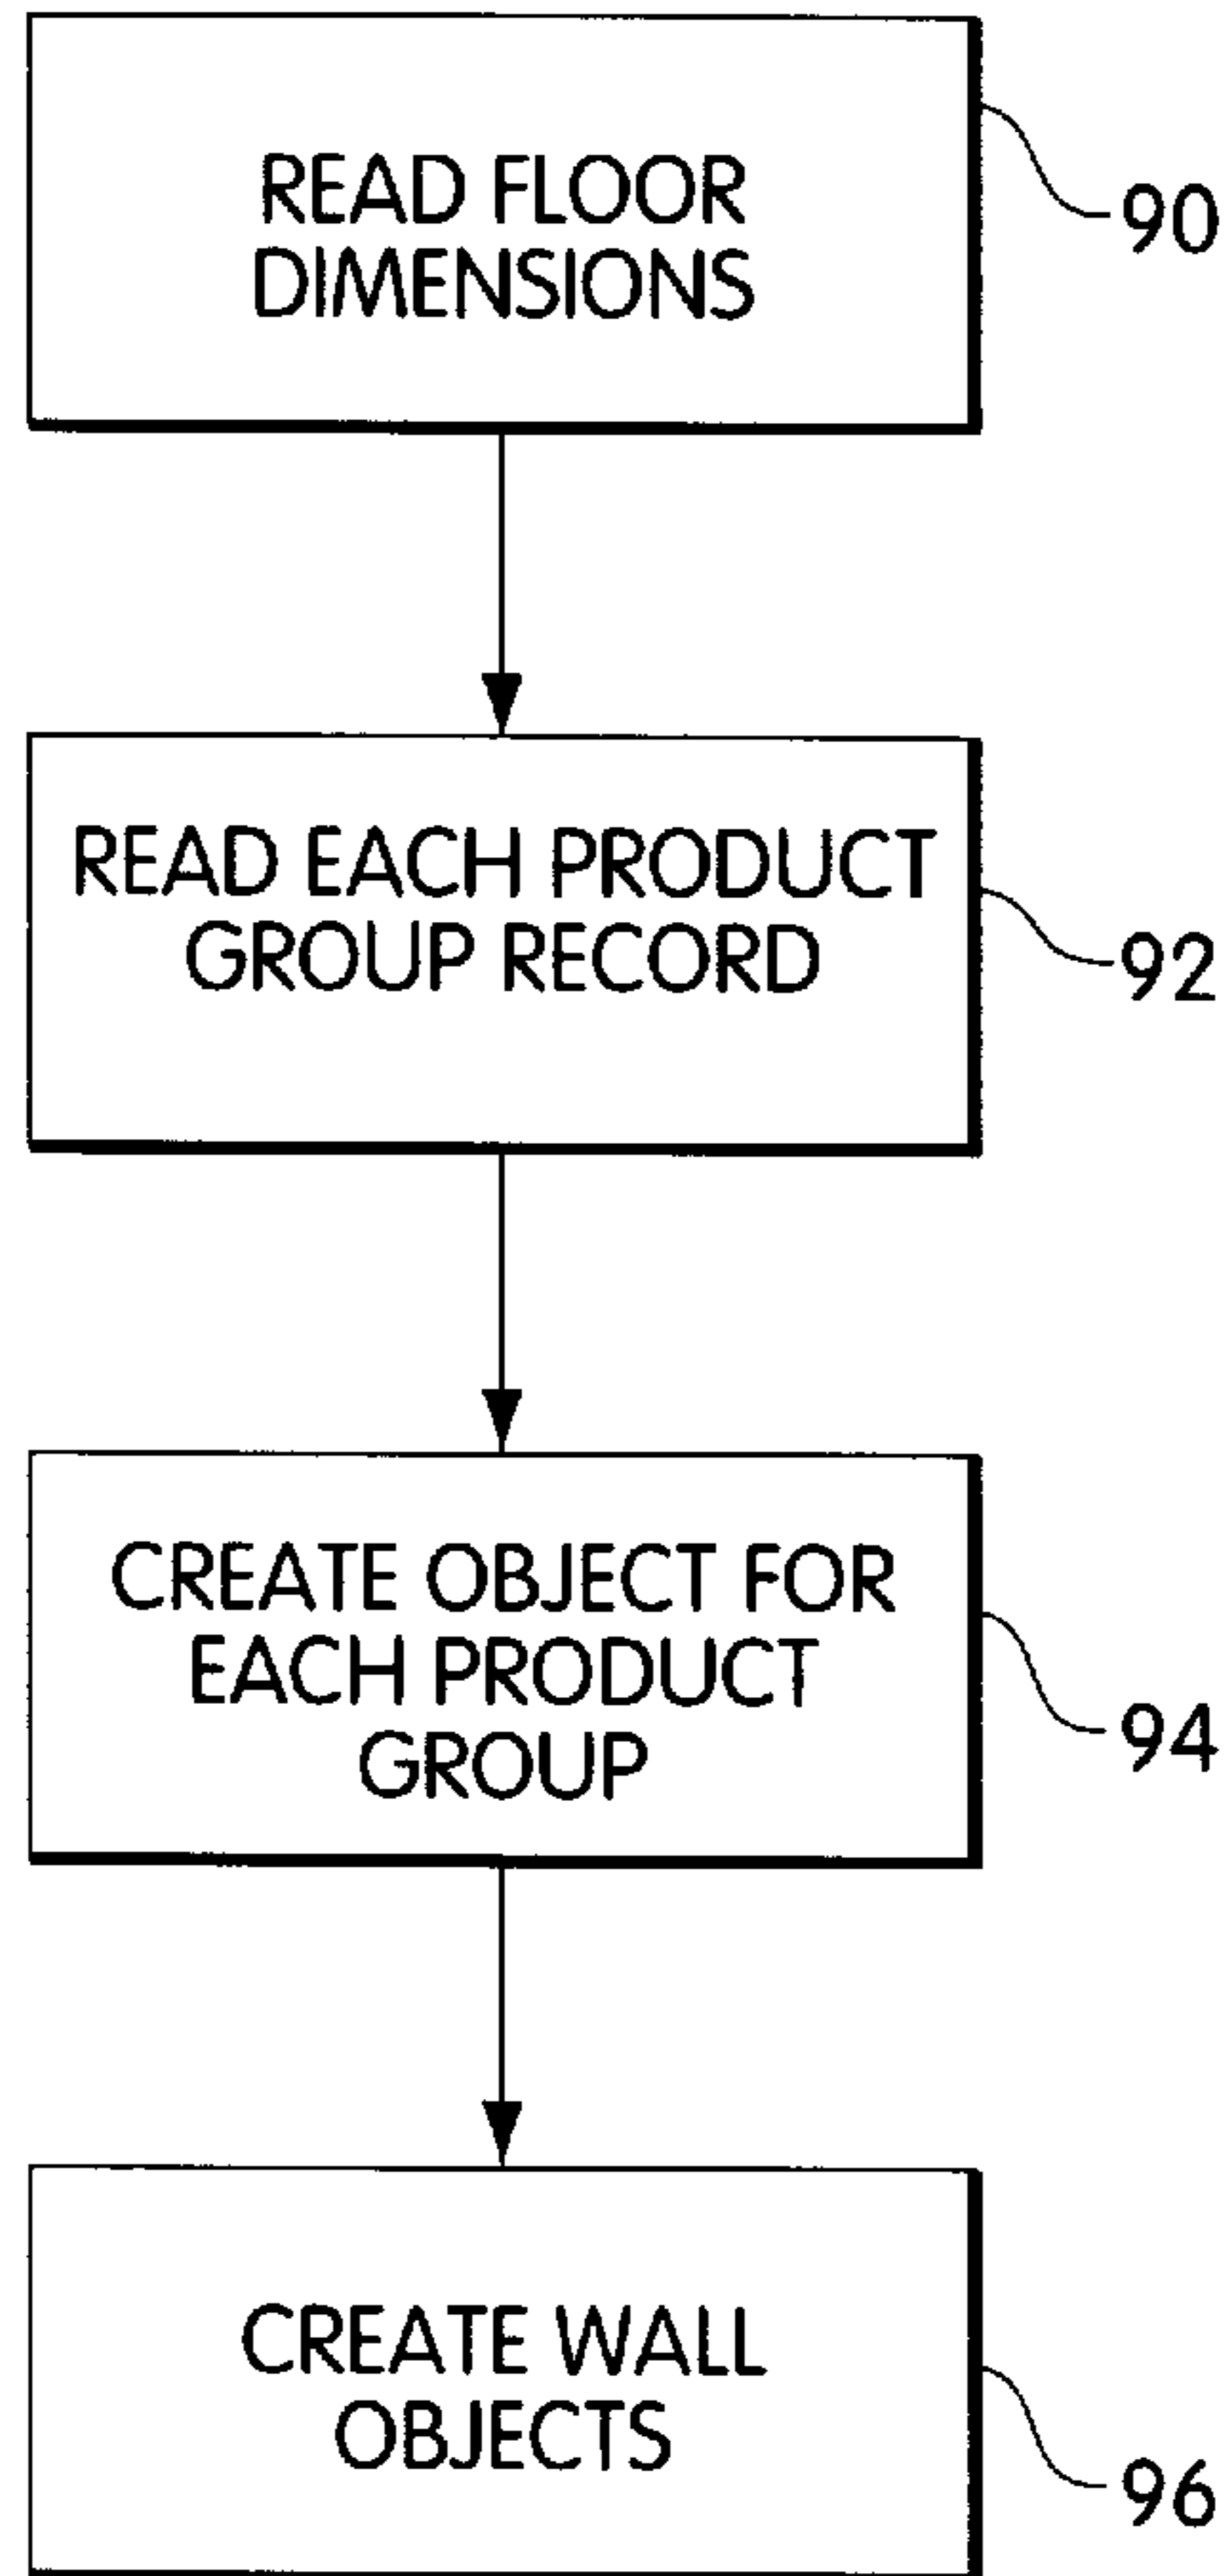 READ FLOOR
DIMENSIONS
90
READ EACH PRODUCT
GROUP RECORD
92
CREATE OBJECT FOR
EACH PRODUCT
GROUP
94
CREATE WALL
OBJECTS
96